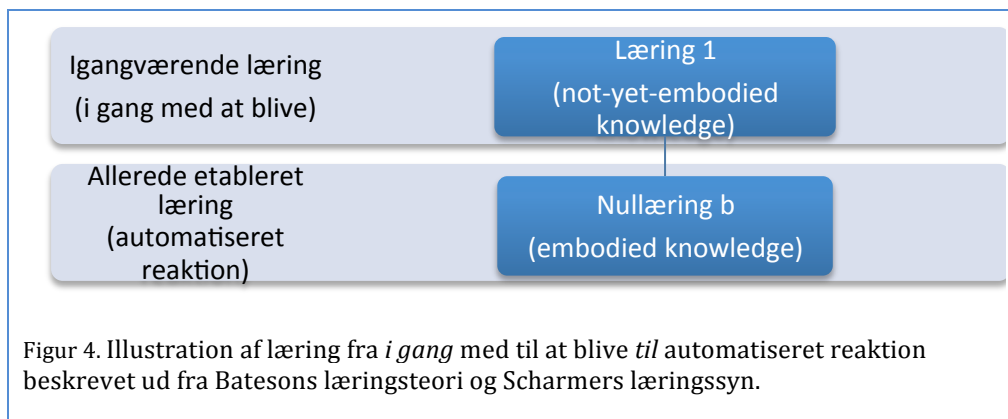 Igangværende læring
(i gang med at blive)
Læring 1
(not-yet-embodied
knowledge)
Allerede etableret
læring
(automatiseret
reaktion)
Nullæring b
(embodied knowledge)
Figur 4. Illustration af læring fra i gang med til at blive til automatiseret reaktion
beskrevet ud fra Batesons læringsteori og Scharmers læringssyn.